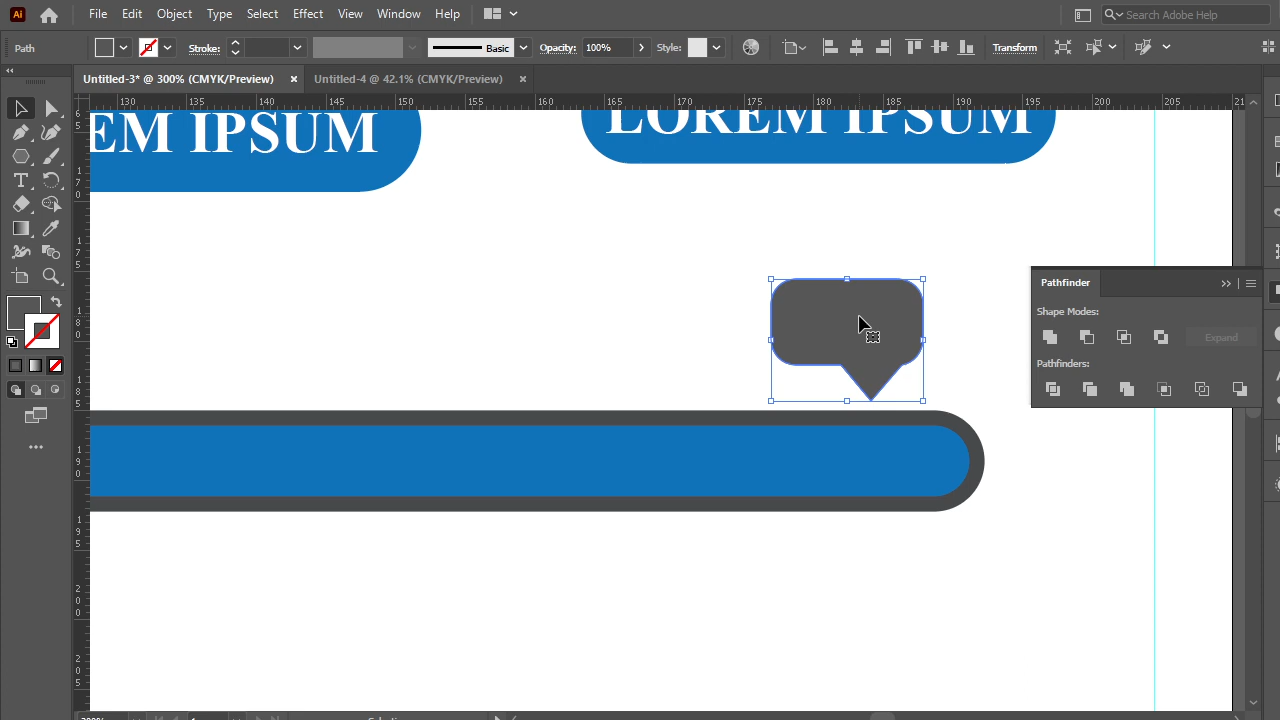 Ai File Edit Object Type Select Effect View Window Help Search Adobe Help
Path Stroke: Basic Opacity: 100% Style: Transform
Untitled-3* @ 300% (CMYK/Preview) × Untitled-4 @ 42.1% (CMYK/Preview) ×
130 135 140 145 150 155 160 165 170 175 180 185 190 195 200 205 21
EM IPSUM
LOREM IPSUM
Pathfinder
Shape Modes:
Expand
Pathfinders: